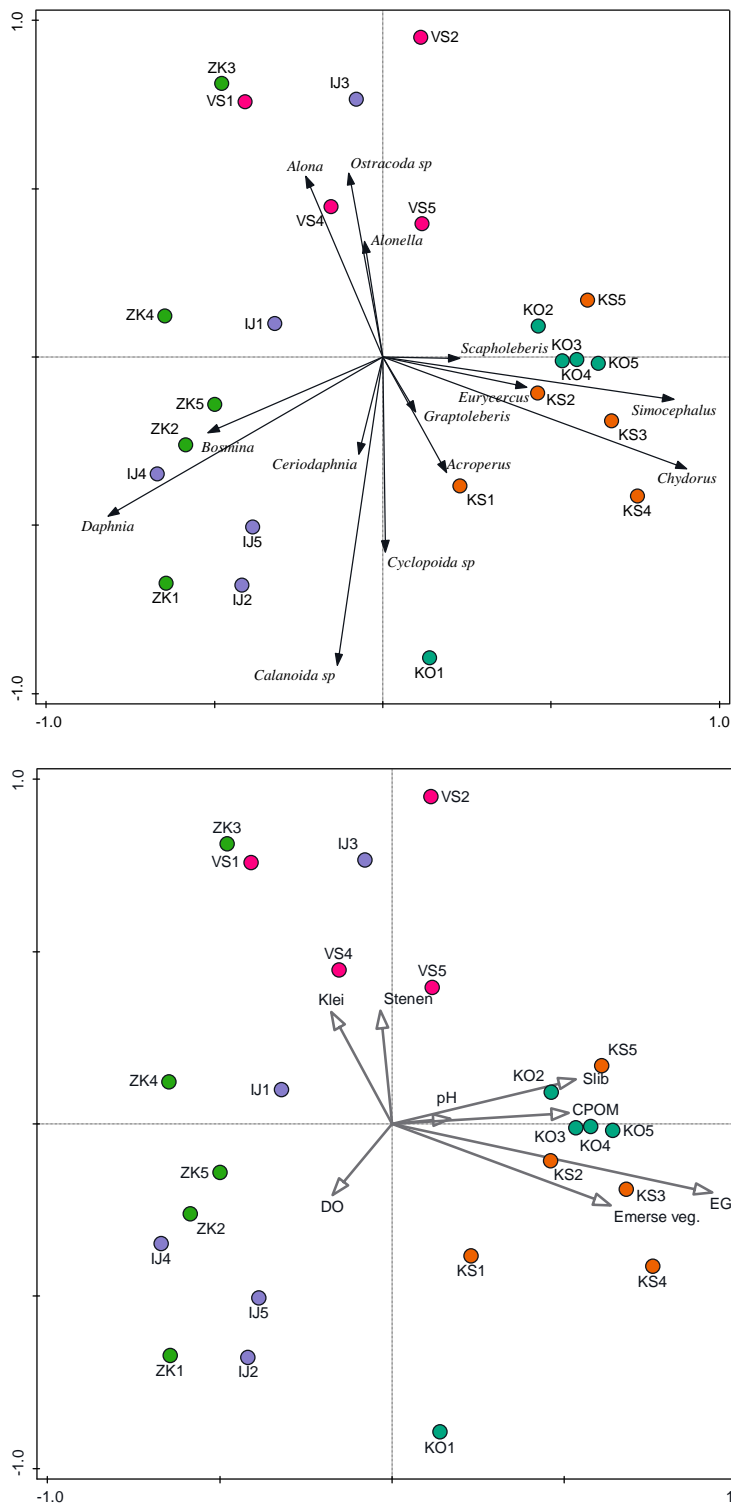 1.0
VS2
ZK3
IJ3
VS1
Alona
Ostracoda sp
VS4
VS5
Alonella
KS5
ZK4
IJ1
KO2
KO3
Scapholeberis
KO4
KO5
ZK5
Eurycercus
KS2
Simocephalus
Graptoleberis
ZK2
KS3
Bosmina
Ceriodaphnia
Acroperus
IJ4
Chydorus
KS1
KS4
Daphnia
IJ5
Cyclopoida sp
ZK1
IJ2
Calanoida sp
KO1
-1.0
-1.0
1.0
1.0
VS2
ZK3
IJ3
VS1
VS4
VS5
Klei
Stenen
KS5
ZK4
IJ1
KO2
Slib
pH
CPOM
KO3
KO4
KO5
ZK5
KS2
KS3
EG
DO
ZK2
Emerse veg.
IJ4
KS1
KS4
IJ5
ZK1
IJ2
KO1
-1.0
-1.0
1